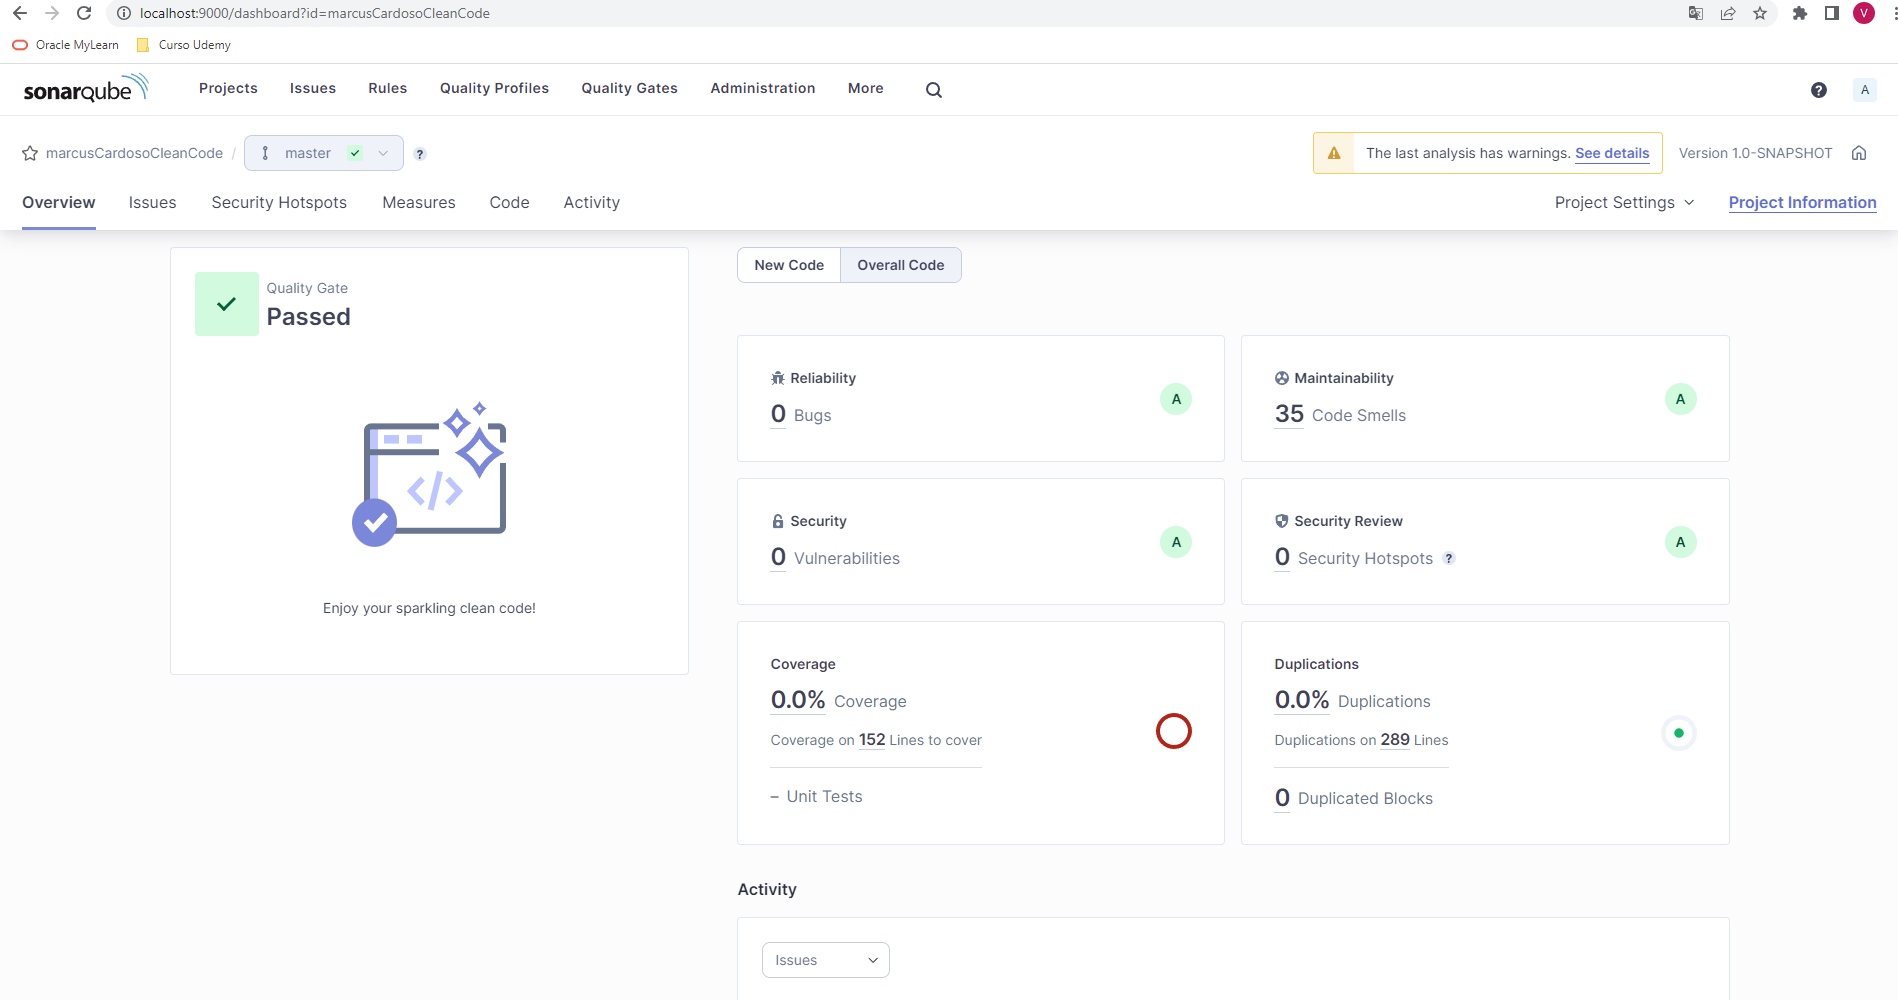 localhost:9000/dashboard?id=marcusCardosoCleanCode
V
Oracle MyLearn
Curso Udemy
sonarqube
Projects
Issues
Rules
Quality Profiles
Quality Gates
Administration
More
?
A
marcusCardosoCleanCode /
master
?
The last analysis has warnings. See details
Version 1.0-SNAPSHOT
Overview
Issues
Security Hotspots
Measures
Code
Activity
Project Settings
Project Information
Quality Gate
Passed
</>
Enjoy your sparkling clean code!
New Code
Overall Code
Reliability
0 Bugs
A
Maintainability
35 Code Smells
A
Security
0 Vulnerabilities
A
Security Review
0 Security Hotspots ?
A
Coverage
0.0% Coverage
Coverage on 152 Lines to cover
– Unit Tests
Duplications
0.0% Duplications
Duplications on 289 Lines
0 Duplicated Blocks
Activity
Issues